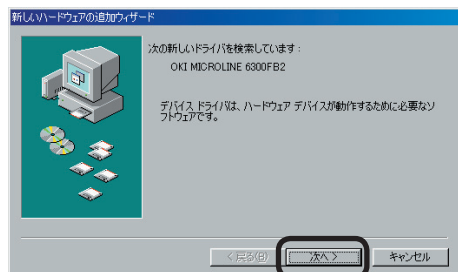 新しいハードウェアの追加ウィザード
次の新しいドライバを検索しています：
OKI MICROLINE 6300FB2
デバイス ドライバは、ハードウェア デバイスが動作するために必要なソ
フトウェアです。
< 戻る(B)
次へ >
キャンセル